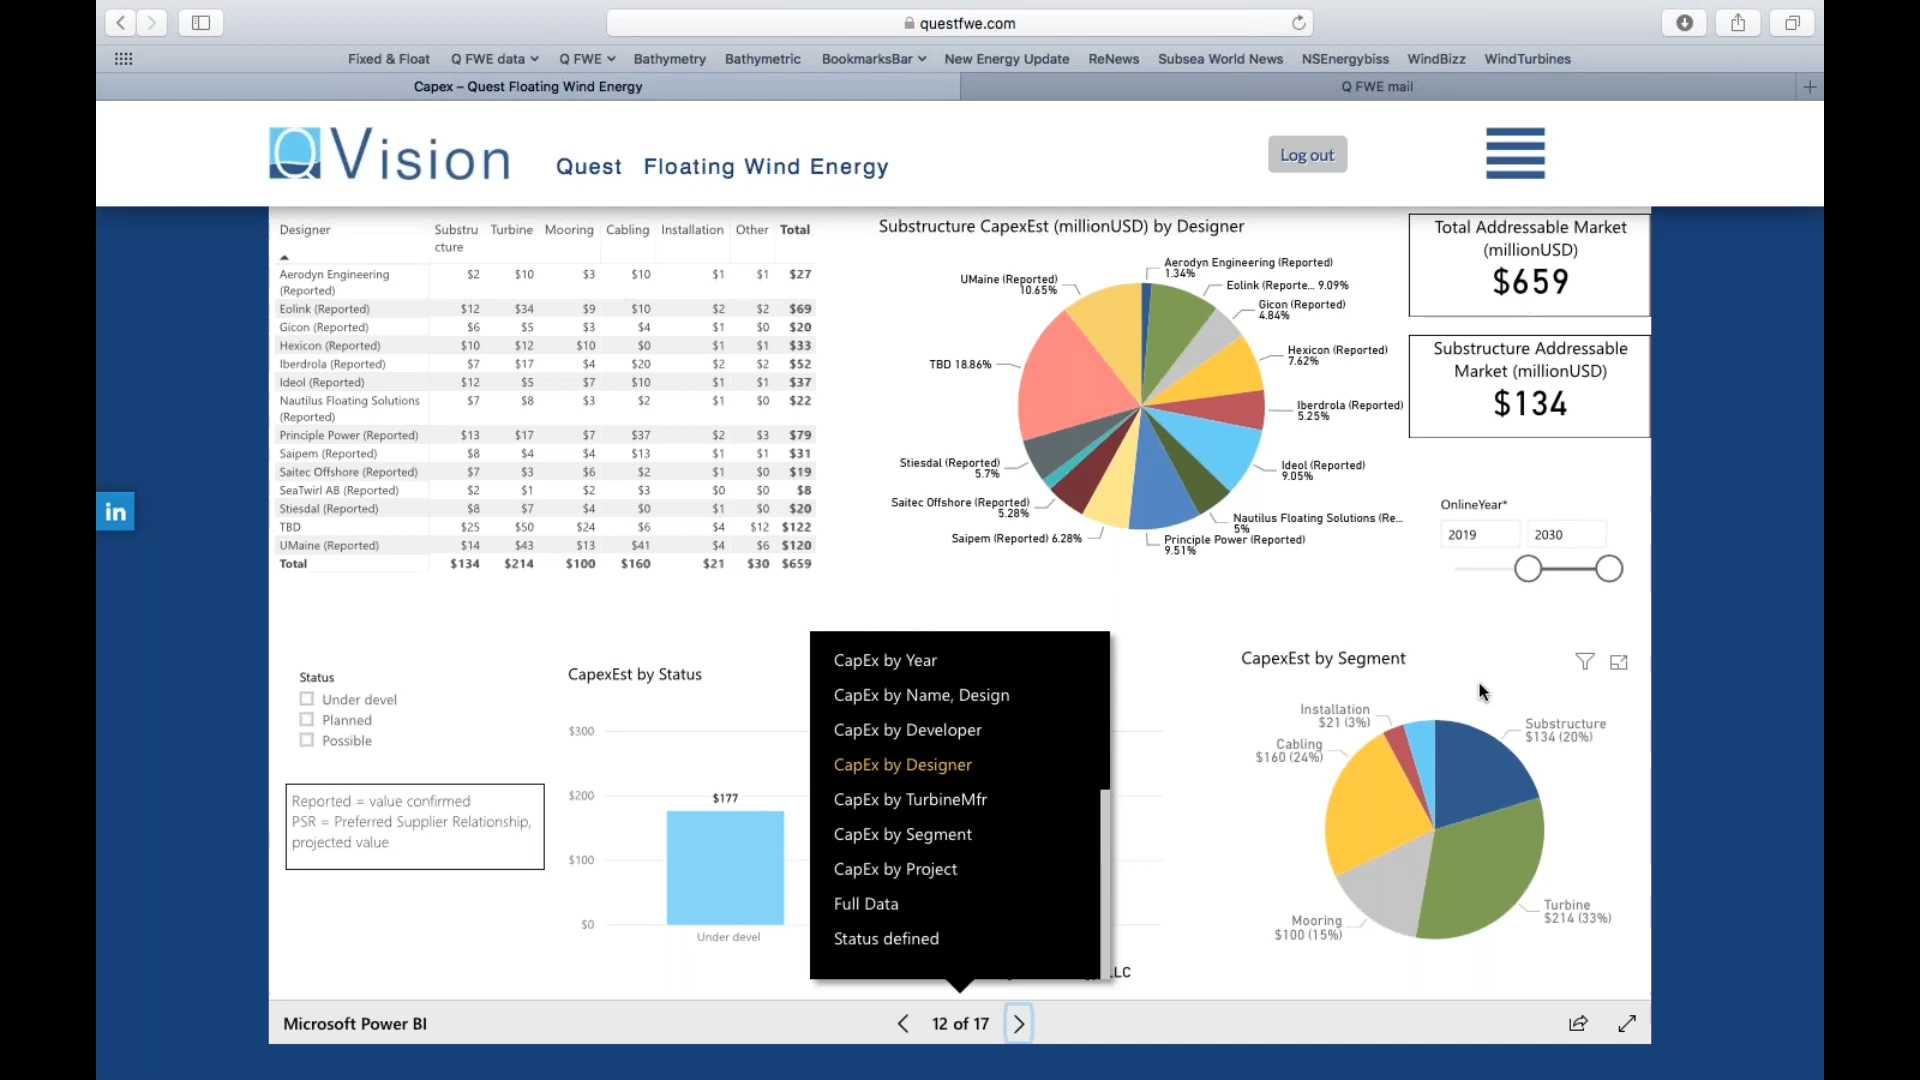 questfwe.com
Fixed & Float Q FWE data Q FWE Bathymetry Bathymetric BookmarksBar New Energy Update ReNews Subsea World News NSEnergybiss WindBizz WindTurbines
Capex – Quest Floating Wind Energy Q FWE mail
QVision Quest Floating Wind Energy Log out
Designer Substru Turbine Mooring Cabling Installation Other Total
cture
Aerodyn Engineering $2 $10 $3 $10 $1 $1 $27
(Reported)
Eolink (Reported) $12 $34 $9 $10 $2 $2 $69
Gicon (Reported) $6 $5 $3 $4 $1 $0 $20
Hexicon (Reported) $10 $12 $10 $0 $1 $1 $33
Iberdrola (Reported) $7 $17 $4 $20 $2 $2 $52
Ideol (Reported) $12 $5 $7 $10 $1 $1 $37
Nautilus Floating Solutions $7 $8 $3 $2 $1 $0 $22
(Reported)
Principle Power (Reported) $13 $17 $7 $37 $2 $3 $79
Saipem (Reported) $8 $4 $4 $13 $1 $1 $31
Saitec Offshore (Reported) $7 $3 $6 $2 $1 $0 $19
SeaTwirl AB (Reported) $2 $1 $2 $3 $0 $0 $8
Stiesdal (Reported) $8 $7 $4 $0 $1 $0 $20
TBD $25 $50 $24 $6 $4 $12 $122
UMaine (Reported) $14 $43 $13 $41 $4 $6 $120
Total $134 $214 $100 $160 $21 $30 $659
Substructure CapexEst (millionUSD) by Designer
Aerodyn Engineering (Reported)
1.34%
Eolink (Reporte... 9.09%
Gicon (Reported)
4.84%
Hexicon (Reported)
7.62%
Iberdrola (Reported)
5.25%
Ideol (Reported)
9.05%
Nautilus Floating Solutions (Re...
5%
Principle Power (Reported)
9.51%
Saipem (Reported) 6.28%
Saitec Offshore (Reported)
5.28%
Stiesdal (Reported)
5.7%
TBD 18.86%
UMaine (Reported)
10.65%
Total Addressable Market
(millionUSD)
$659
Substructure Addressable
Market (millionUSD)
$134
OnlineYear*
2019 2030
in
Status
Under devel
Planned
Possible
Reported = value confirmed
PSR = Preferred Supplier Relationship,
projected value
CapexEst by Status
$300
$200
$100
$0
$177
Under devel
CapEx by Year
CapEx by Name, Design
CapEx by Developer
CapEx by Designer
CapEx by TurbineMfr
CapEx by Segment
CapEx by Project
Full Data
Status defined
LC
CapexEst by Segment
Installation
$21 (3%)
Cabling
$160 (24%)
Substructure
$134 (20%)
Mooring
$100 (15%)
Turbine
$214 (33%)
Microsoft Power BI 12 of 17